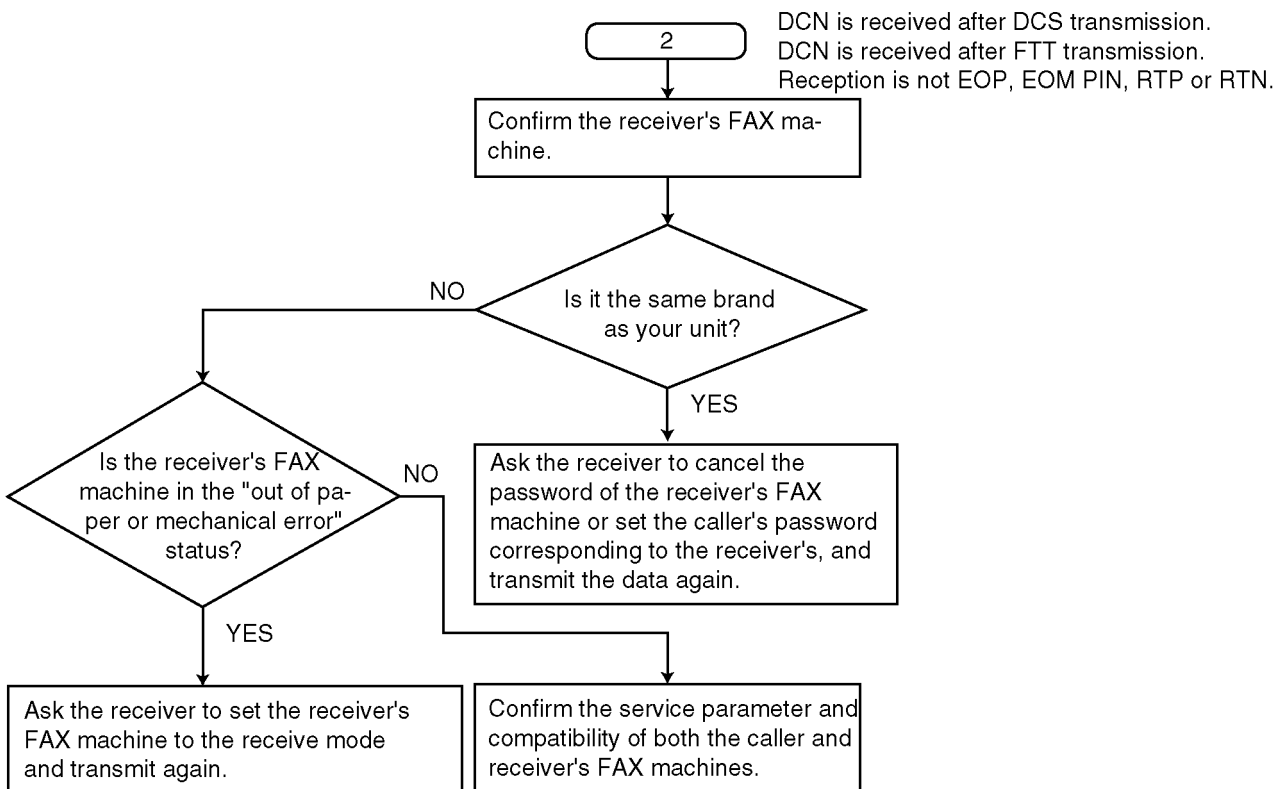 2
DCN is received after DCS transmission.
DCN is received after FTT transmission.
Reception is not EOP, EOM PIN, RTP or RTN.
Confirm the receiver's FAX ma-
chine.
NO
Is it the same brand
as your unit?
YES
Is the receiver's FAX
machine in the "out of pa-
per or mechanical error"
status?
NO
Ask the receiver to cancel the
password of the receiver's FAX
machine or set the caller's password
corresponding to the receiver's, and
transmit the data again.
YES
Ask the receiver to set the receiver's
FAX machine to the receive mode
and transmit again.
Confirm the service parameter and
compatibility of both the caller and
receiver's FAX machines.